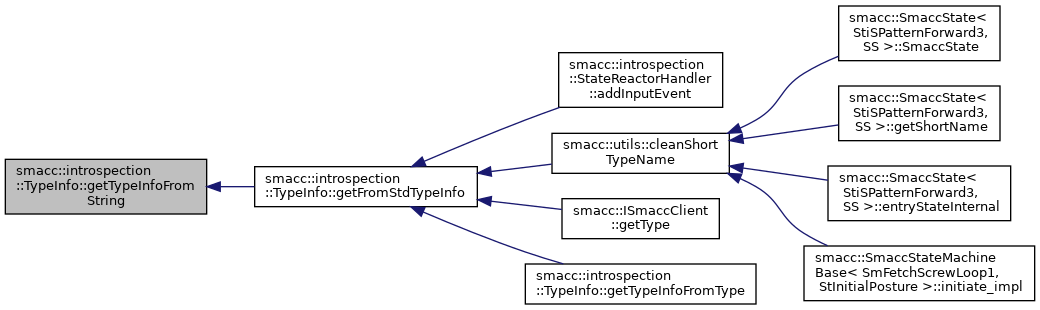 smacc::introspection
::TypeInfo::getTypeInfoFrom
String
smacc::introspection
::TypeInfo::getFromStdTypeInfo
smacc::introspection
::StateReactorHandler
::addInputEvent
smacc::utils::cleanShort
TypeName
smacc::ISmaccClient
::getType
smacc::introspection
::TypeInfo::getTypeInfoFromType
smacc::SmaccState<
StiSPatternForward3,
SS >::SmaccState
smacc::SmaccState<
StiSPatternForward3,
SS >::getShortName
smacc::SmaccState<
StiSPatternForward3,
SS >::entryStateInternal
smacc::SmaccStateMachine
Base< SmFetchScrewLoop1,
StInitialPosture >::initiate_impl